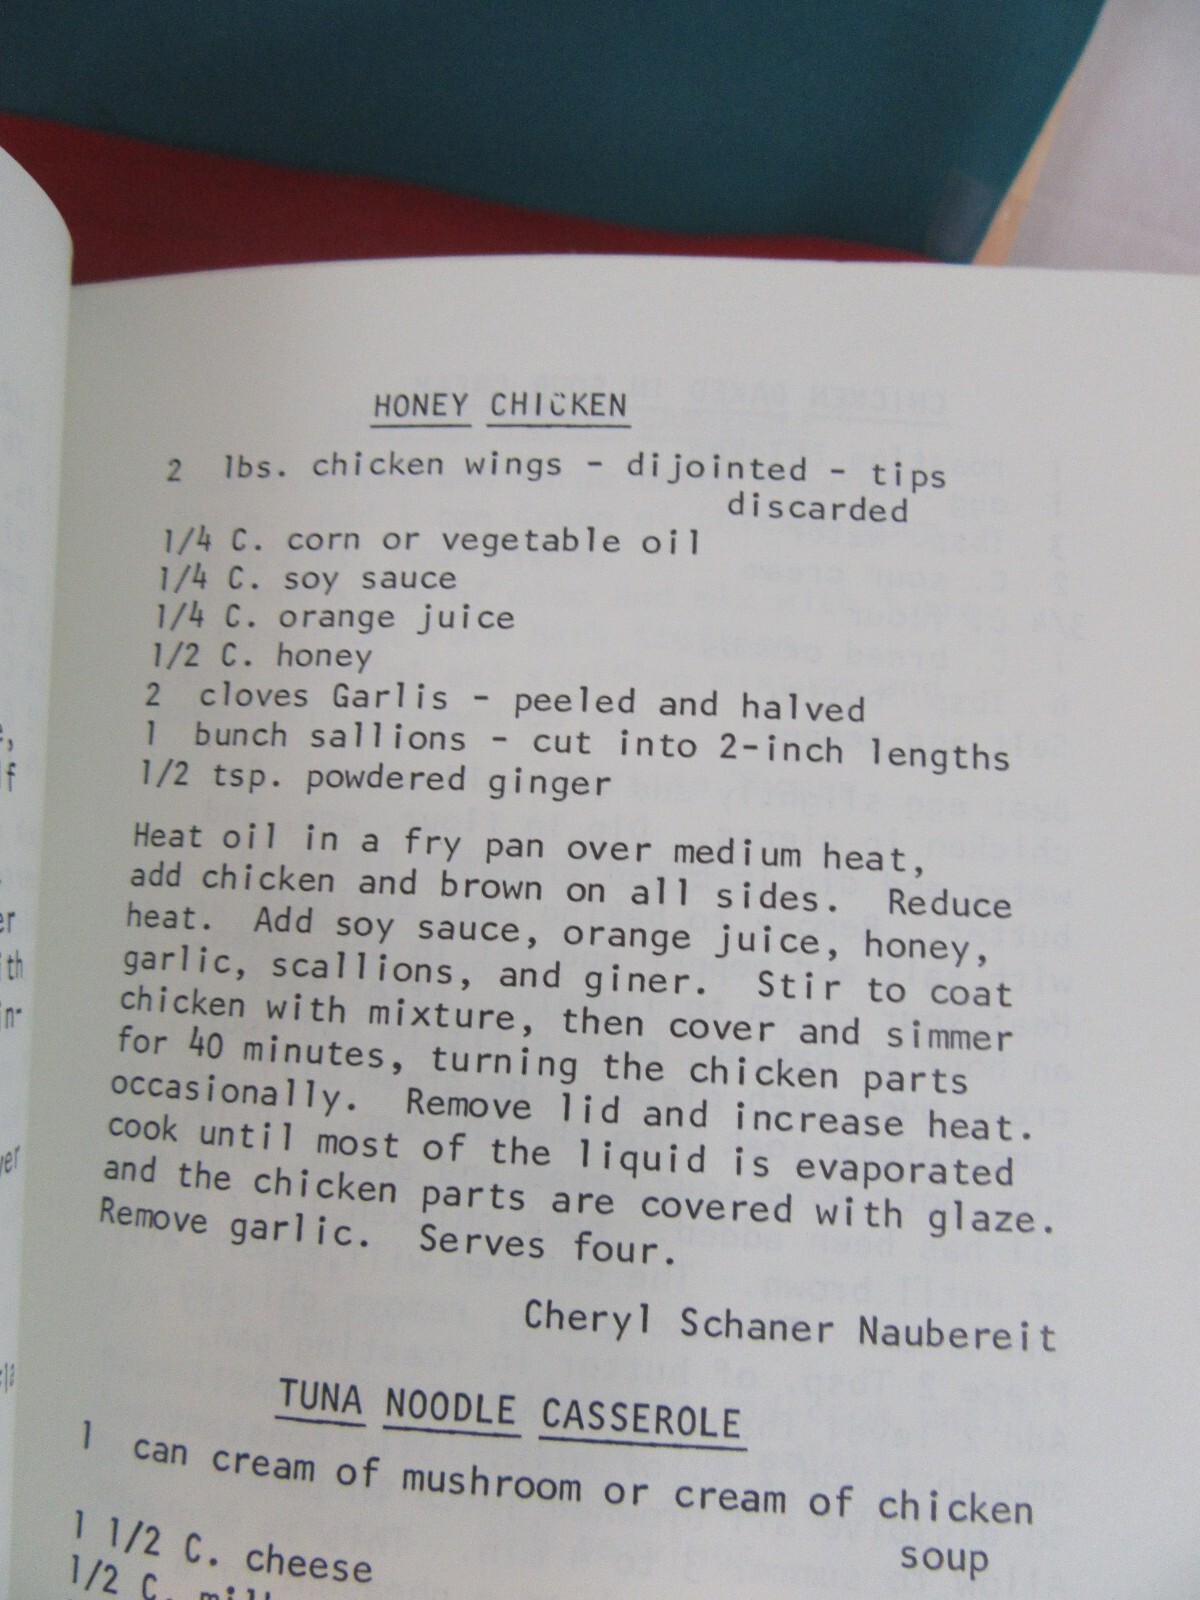 HONEY CHICKEN
2 lbs. chicken wings - dijointed - tips
discarded
1/4 C. corn or vegetable oil
1/4 C. soy sauce
1/4 C. orange juice
1/2 C. honey
2 cloves Garlis - peeled and halved
1 bunch sallions - cut into 2-inch lengths
1/2 tsp. powdered ginger
Heat oil in a fry pan over medium heat,
add chicken and brown on all sides. Reduce
heat. Add soy sauce, orange juice, honey,
garlic, scallions, and giner. Stir to coat
chicken with mixture, then cover and simmer
for 40 minutes, turning the chicken parts
occasionally. Remove lid and increase heat.
cook until most of the liquid is evaporated
and the chicken parts are covered with glaze.
Remove garlic. Serves four.
Cheryl Schaner Naubereit
TUNA NOODLE CASSEROLE
1 can cream of mushroom or cream of chicken
soup
1 1/2 C. cheese
1/2 C.